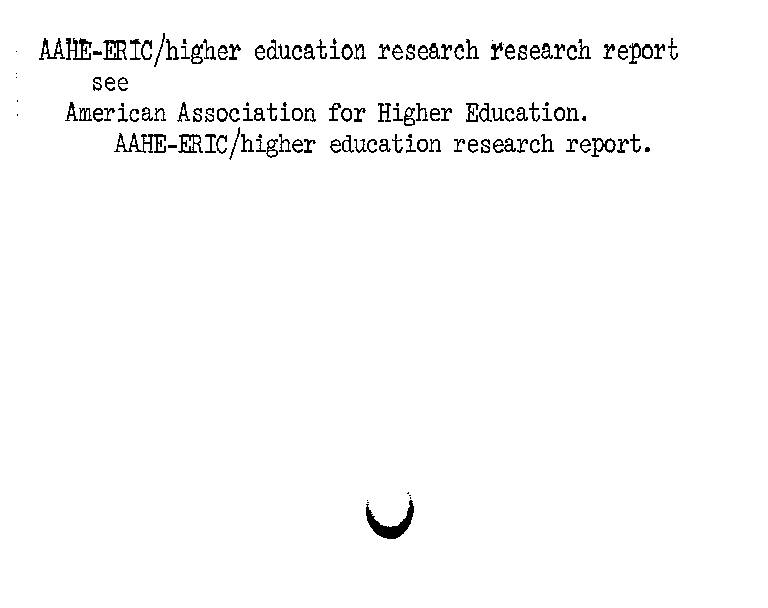 AAHE-ERIC/higher education research research report
see
American Association for Higher Education.
AAHE-ERIC/higher education research report.